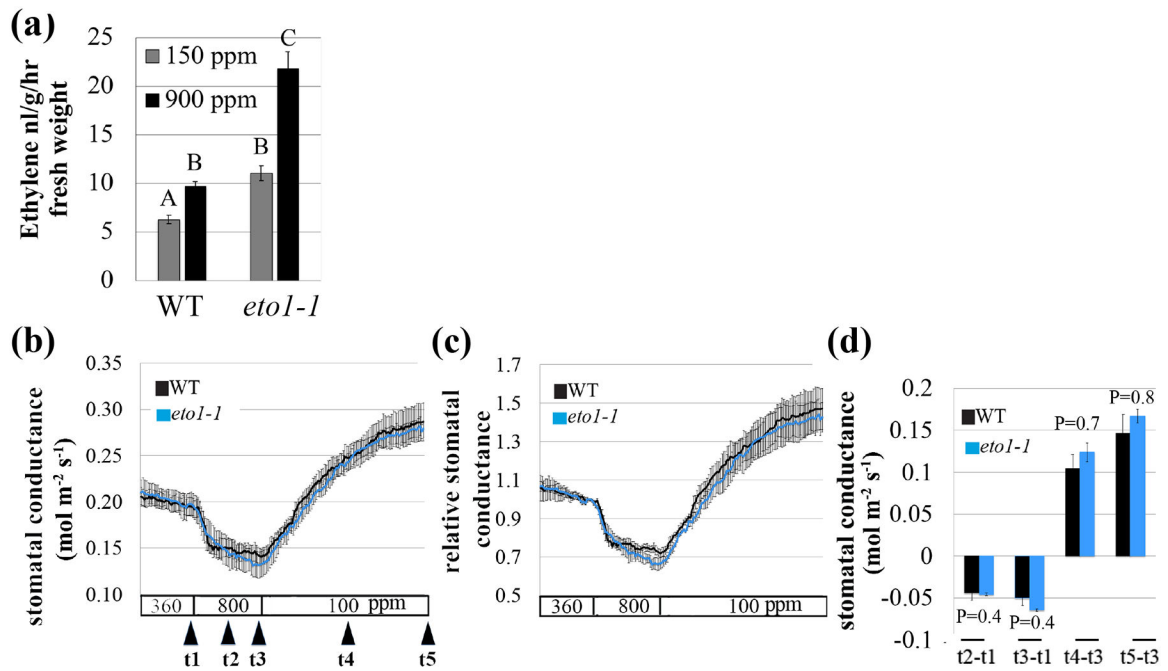 (a)
Ethylene nl/g/hr
fresh weight
25
20
15
10
5
0
150 ppm
900 ppm
A
B
B
C
WT
eto1-1
(b)
stomatal conductance
(mol m⁻² s⁻¹)
0.35
0.30
0.25
0.20
0.15
0.10
WT
eto1-1
360
800
100 ppm
t1
t2
t3
t4
t5
(c)
relative stomatal
conductance
1.7
1.5
1.3
1.1
0.9
0.7
0.5
WT
eto1-1
360
800
100 ppm
(d)
stomatal conductance
(mol m⁻² s⁻¹)
0.2
0.15
0.1
0.05
0
-0.05
-0.1
WT
eto1-1
P=0.4
P=0.4
P=0.7
P=0.8
t2-t1
t3-t1
t4-t3
t5-t3